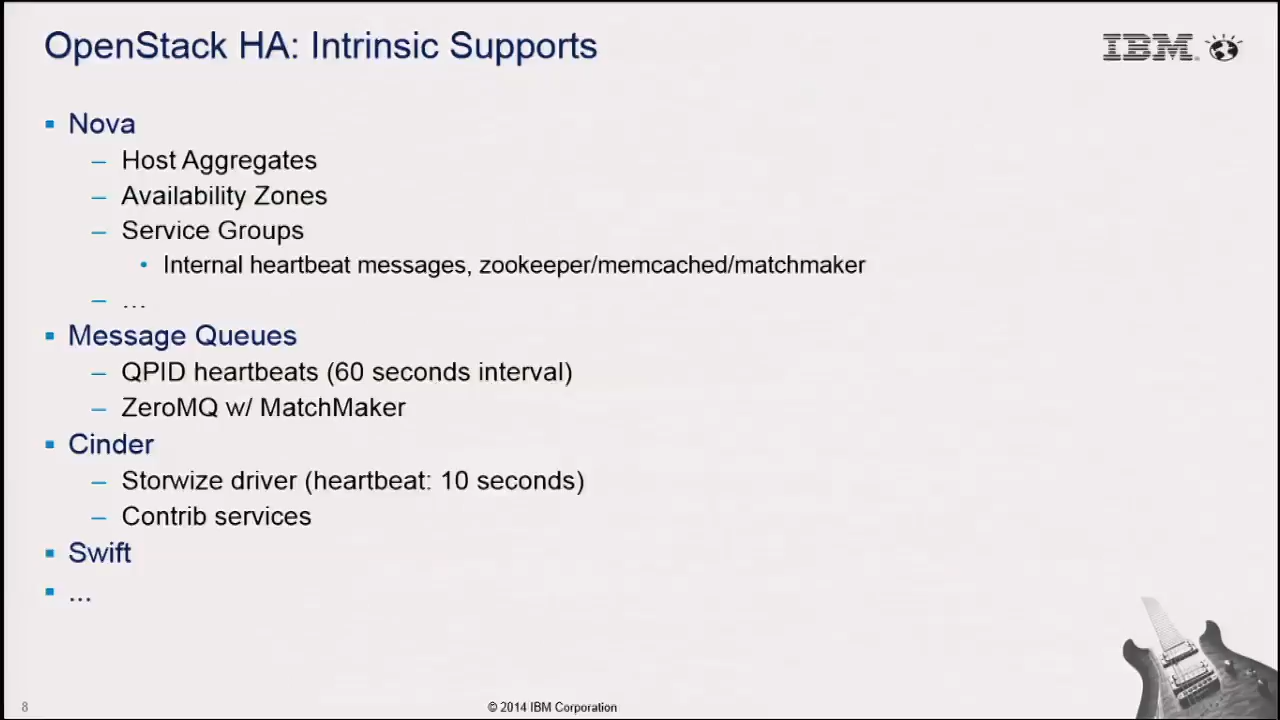 OpenStack HA: Intrinsic Supports
IBM
▪ Nova
– Host Aggregates
– Availability Zones
– Service Groups
• Internal heartbeat messages, zookeeper/memcached/matchmaker
– …
▪ Message Queues
– QPID heartbeats (60 seconds interval)
– ZeroMQ w/ MatchMaker
▪ Cinder
– Storwize driver (heartbeat: 10 seconds)
– Contrib services
▪ Swift
▪ ...
8
© 2014 IBM Corporation